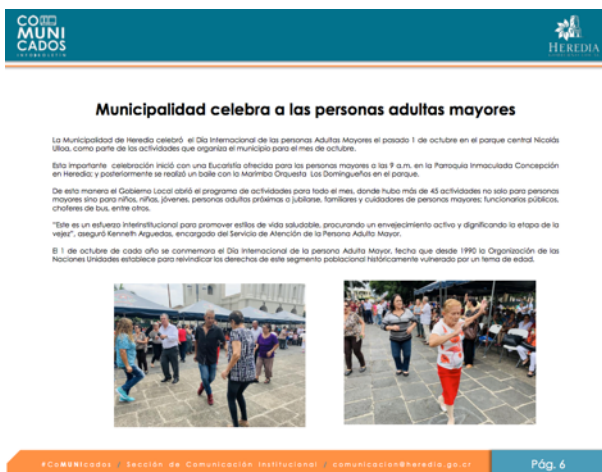 COMUNICADOS
INFOBOLETÍN
HEREDIA
Municipalidad celebra a las personas adultas mayores
La Municipalidad de Heredia celebró el Día Internacional de las personas Adultas Mayores el pasado 1 de octubre en el parque central Nicolás
Ulloa, como parte de las actividades que organiza el municipio para el mes de octubre.
Esta importante celebración inició con una Eucaristía ofrecida para las personas mayores a las 9 a.m. en la Parroquia Inmaculada Concepción
en Heredia; y posteriormente se realizó un baile con la Marimba Orquesta Los Domingueños en el parque.
De esta manera el Gobierno Local abrió el programa de actividades para todo el mes, donde hubo más de 45 actividades no solo para personas
mayores sino para niños, niñas, jóvenes, personas adultas próximas a jubilarse, familiares y cuidadores de personas mayores; funcionarios públicos,
choferes de bus, entre otros.
"Este es un esfuerzo interinstitucional para promover estilos de vida saludable, procurando un envejecimiento activo y dignificando la etapa de la
vejez", aseguró Kenneth Arguedas, encargado del Servicio de Atención de la Persona Adulta Mayor.
El 1 de octubre de cada año se conmemora el Día Internacional de la persona Adulta Mayor, fecha que desde 1990 la Organización de las
Naciones Unidas establece para reivindicar los derechos de este segmento poblacional históricamente vulnerado por un tema de edad.
#CoMUNIcados / Sección de Comunicación Institucional / comunicacion@heredia.go.cr
Pág. 6